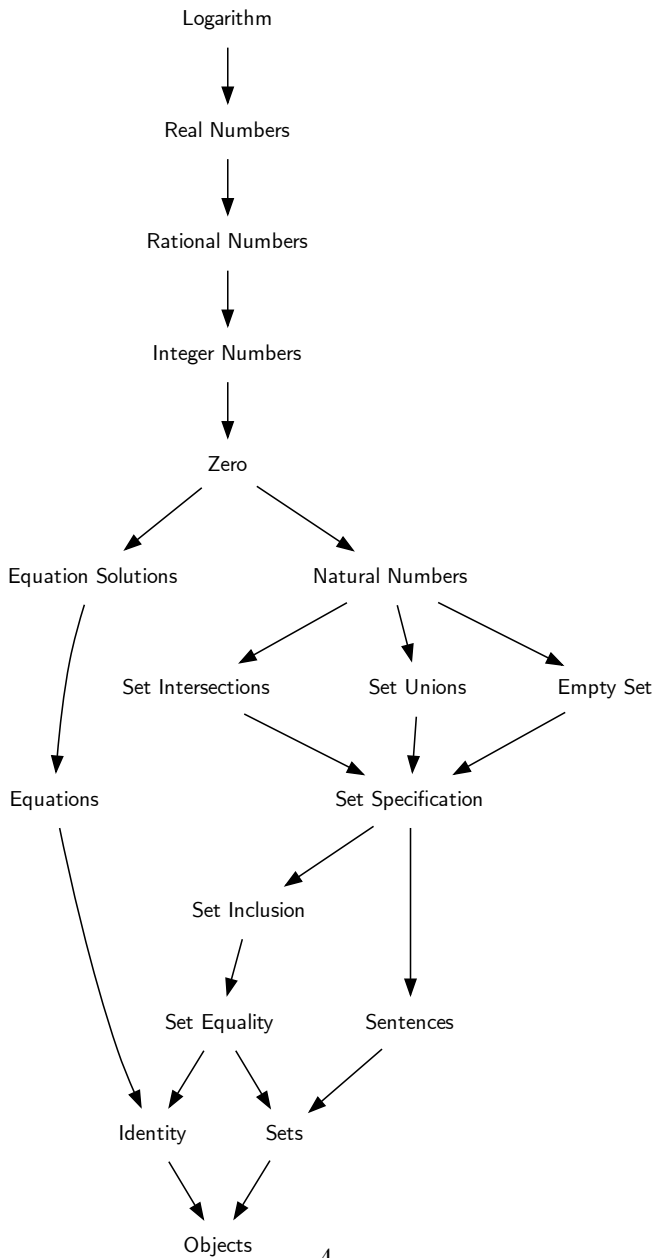 Logarithm
Real Numbers
Rational Numbers
Integer Numbers
Zero
Equation Solutions Natural Numbers
Set Intersections Set Unions Empty Set
Equations Set Specification
Set Inclusion
Set Equality Sentences
Identity Sets
Objects